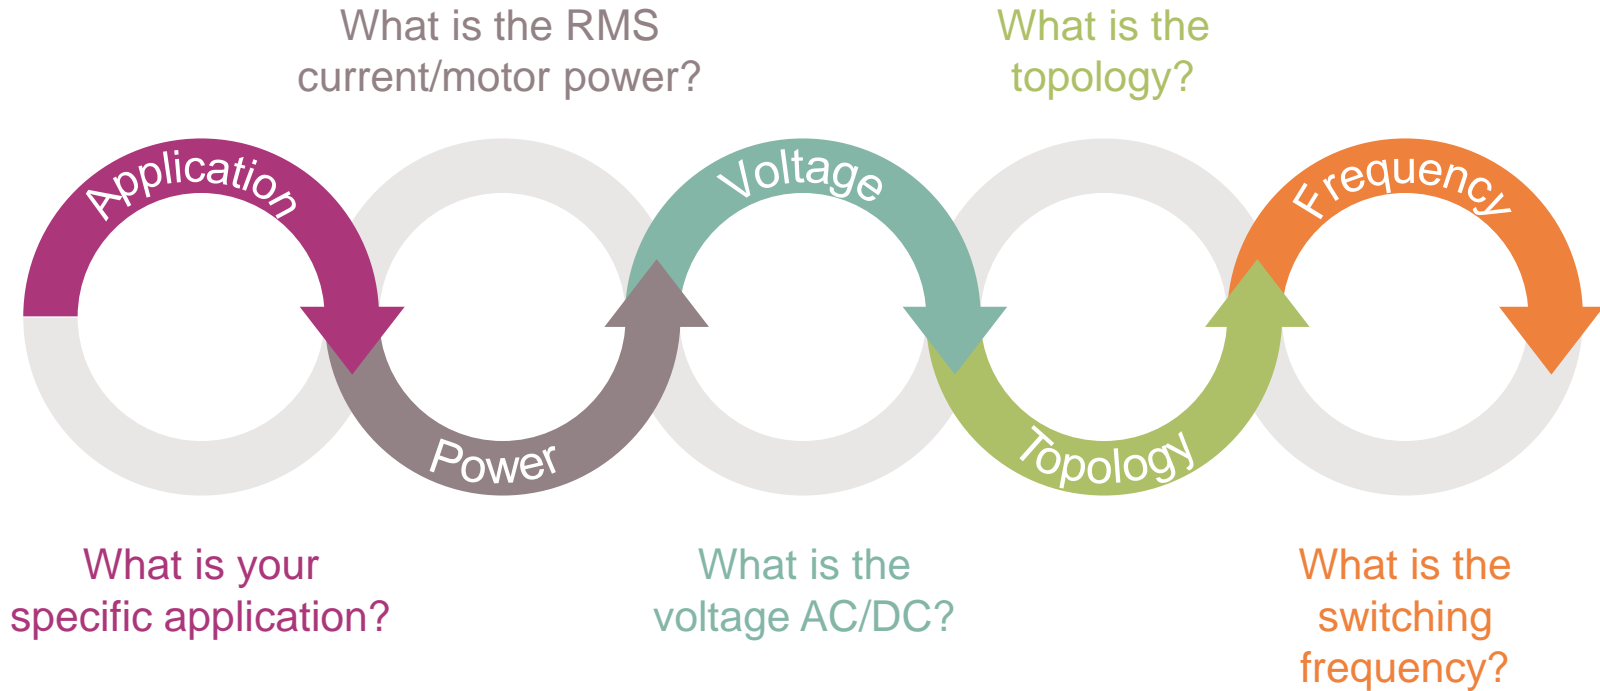 What is the RMS
current/motor power?
What is the
topology?
Application
Voltage
Frequency
Power
Topology
What is your
specific application?
What is the
voltage AC/DC?
What is the
switching
frequency?